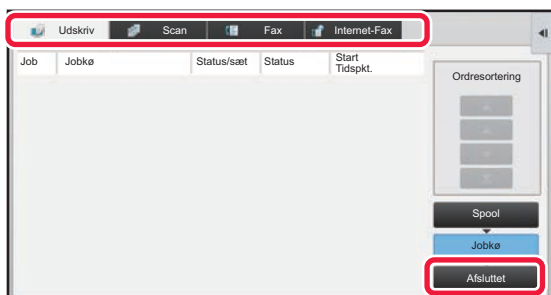 Udskriv Scan Fax Internet-Fax
Job Jobkø Status/sæt Status Start Tidspkt.
Ordresortering
Spool
Jobkø
Afsluttet